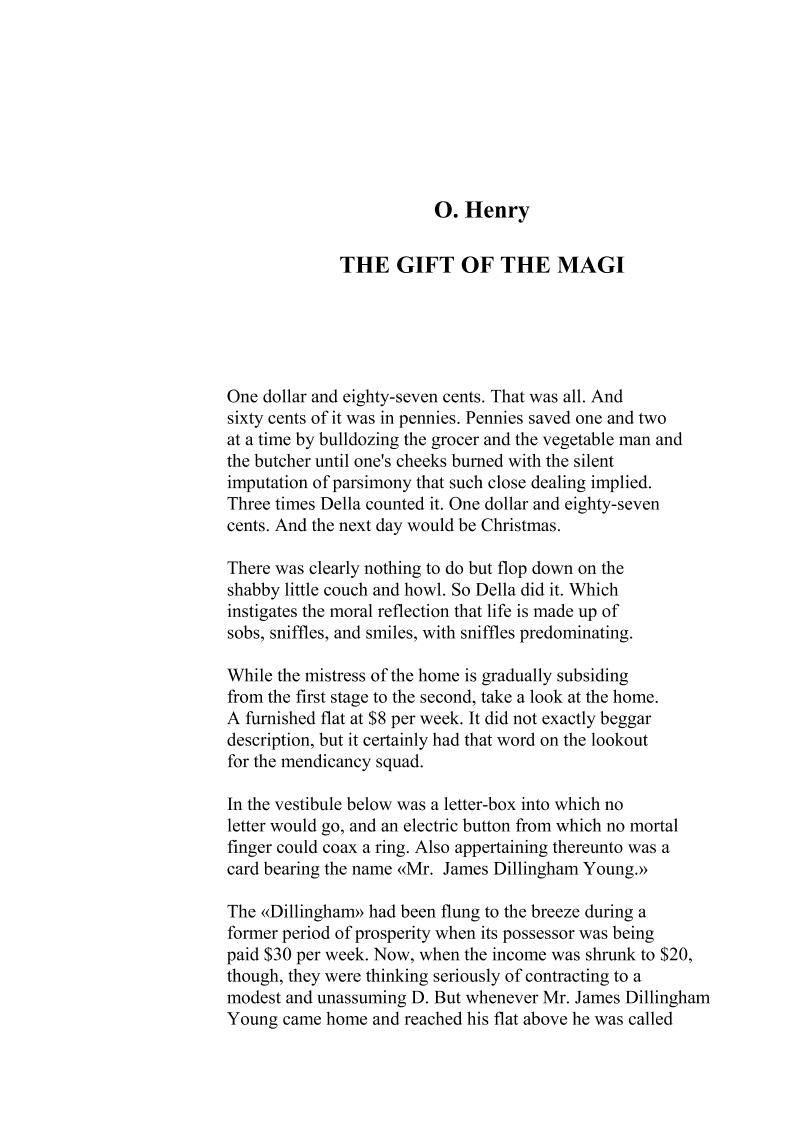 O. Henry
THE GIFT OF THE MAGI
One dollar and eighty-seven cents. That was all. And
sixty cents of it was in pennies. Pennies saved one and two
at a time by bulldozing the grocer and the vegetable man and
the butcher until one's cheeks burned with the silent
imputation of parsimony that such close dealing implied.
Three times Della counted it. One dollar and eighty-seven
cents. And the next day would be Christmas.
There was clearly nothing to do but flop down on the
shabby little couch and howl. So Della did it. Which
instigates the moral reflection that life is made up of
sobs, sniffles, and smiles, with sniffles predominating.
While the mistress of the home is gradually subsiding
from the first stage to the second, take a look at the home.
A furnished flat at $8 per week. It did not exactly beggar
description, but it certainly had that word on the lookout
for the mendicancy squad.
In the vestibule below was a letter-box into which no
letter would go, and an electric button from which no mortal
finger could coax a ring. Also appertaining thereunto was a
card bearing the name «Mr.  James Dillingham Young.»
The «Dillingham» had been flung to the breeze during a
former period of prosperity when its possessor was being
paid $30 per week. Now, when the income was shrunk to $20,
though, they were thinking seriously of contracting to a
modest and unassuming D. But whenever Mr. James Dillingham
Young came home and reached his flat above he was called